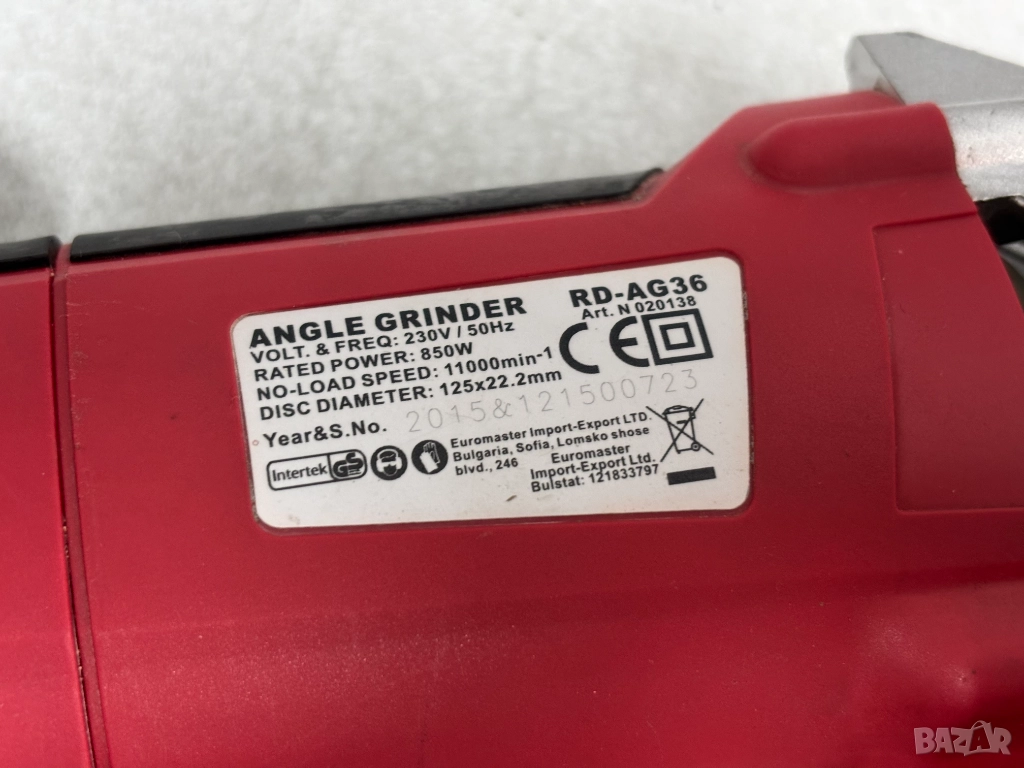 ANGLE GRINDER
RD-AG36
Art. N 020138
VOLT. & FREQ: 230V / 50Hz
RATED POWER: 850W
NO-LOAD SPEED: 11000min-1
DISC DIAMETER: 125x22.2mm
CE
Year&S.No. 2015&121500723
Intertek GS
Euromaster Import-Export LTD.
Bulgaria, Sofia, Lomsko shose
blvd., 246
Euromaster
Import-Export Ltd.
Bulstat: 121833797
BAZAR